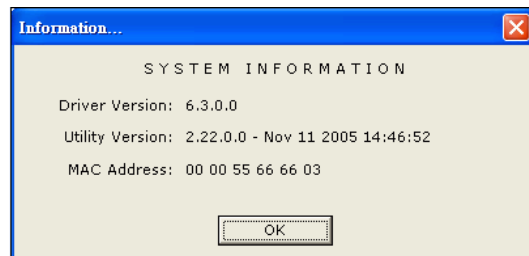 Information...
SYSTEM INFORMATION
Driver Version: 6.3.0.0
Utility Version: 2.22.0.0 - Nov 11 2005 14:46:52
MAC Address: 00 00 55 66 66 03
OK